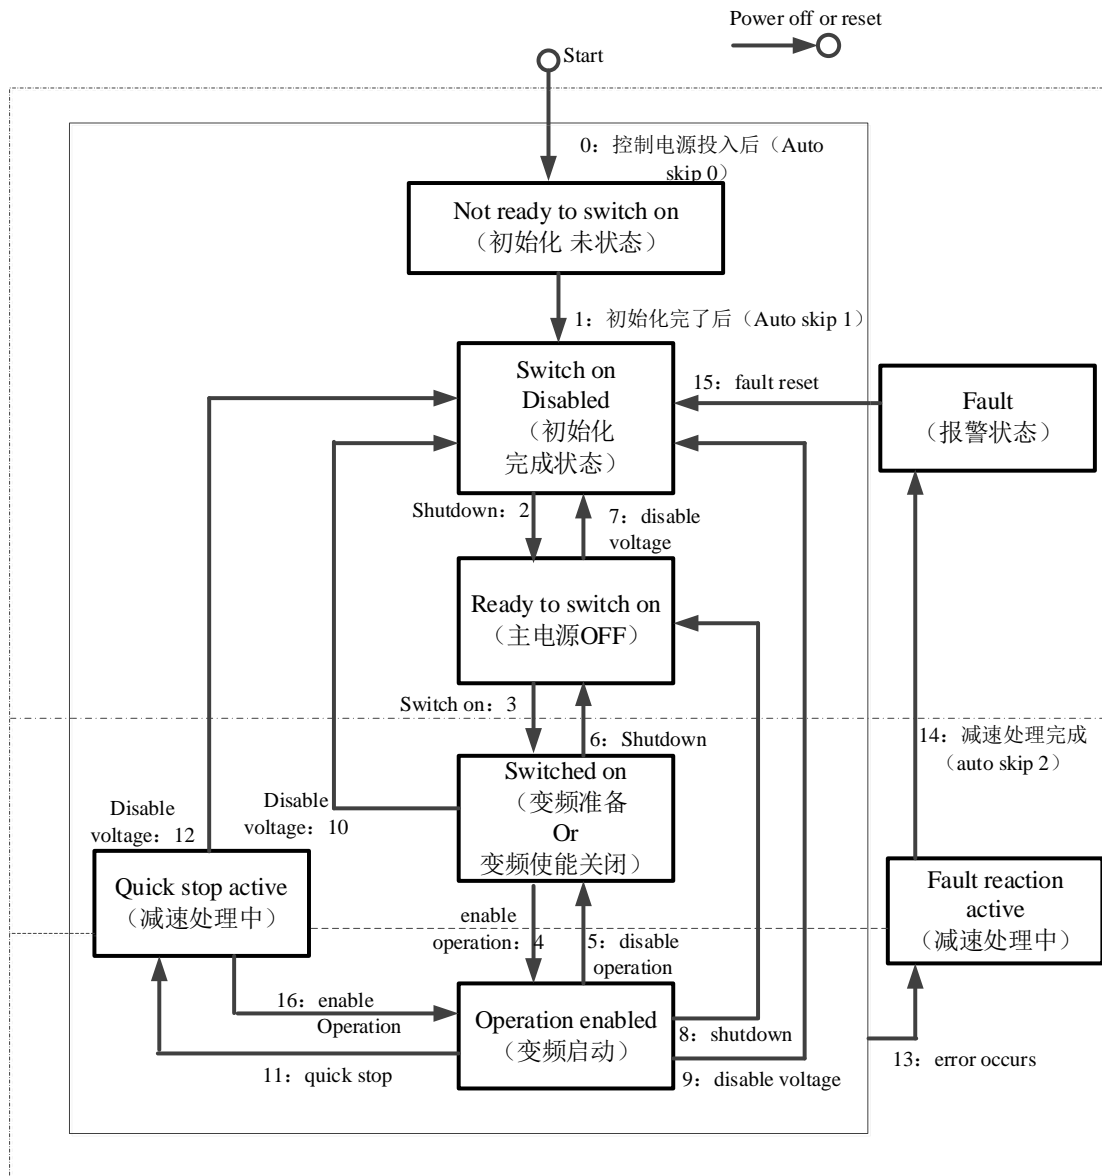 Power off or reset
Start
0：控制电源投入后（Auto
skip 0）
Not ready to switch on
（初始化 未状态）
1：初始化完了后（Auto skip 1）
Switch on
Disabled
（初始化
完成状态）
15：fault reset
Fault
（报警状态）
Shutdown：2
7：disable
voltage
Ready to switch on
（主电源OFF）
Switch on：3
6：Shutdown
14：减速处理完成
（auto skip 2）
Switched on
（变频准备
Or
变频使能关闭）
Disable
voltage：12
Disable
voltage：10
Quick stop active
（减速处理中）
Fault reaction
active
（减速处理中）
enable
operation：4
5：disable
operation
16：enable
Operation
Operation enabled
（变频启动）
8：shutdown
13：error occurs
11：quick stop
9：disable voltage